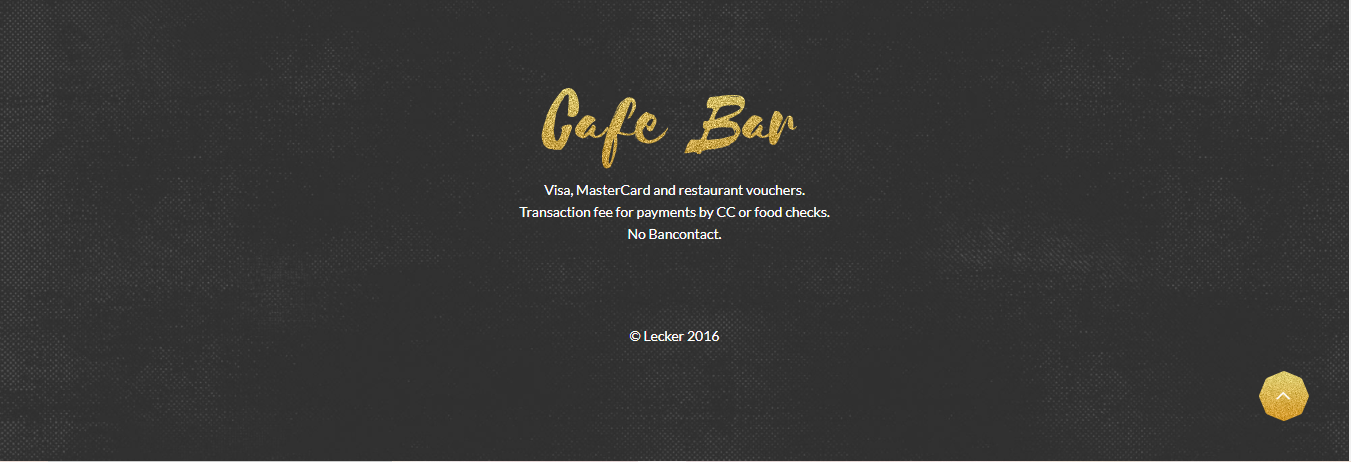 Cafe Bar
Visa, MasterCard and restaurant vouchers.
Transaction fee for payments by CC or food checks.
No Bancontact.
© Lecker 2016